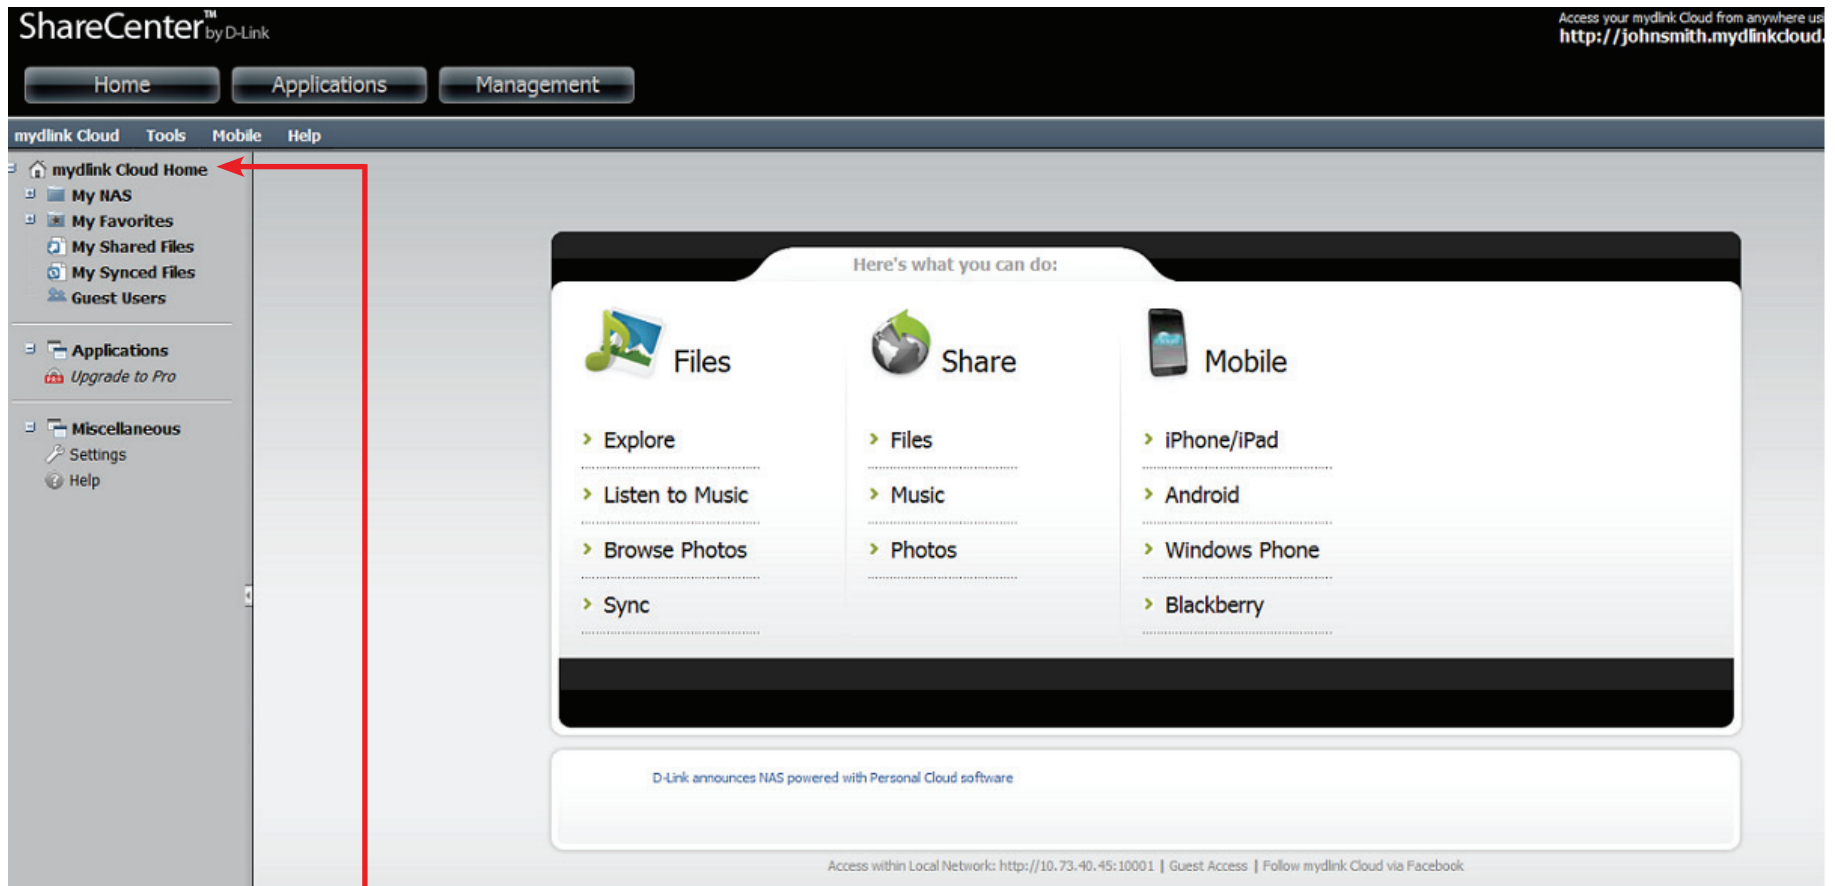 ShareCenter™ by D-Link
Access your mydlink Cloud from anywhere
http://johnsmith.mydlinkcloud.
Home Applications Management
mydlink Cloud Tools Mobile Help
mydlink Cloud Home
My NAS
My Favorites
My Shared Files
My Synced Files
Guest Users
Applications
Upgrade to Pro
Miscellaneous
Settings
Help
Here's what you can do:
Files
Explore
Listen to Music
Browse Photos
Sync
Share
Files
Music
Photos
Mobile
iPhone/iPad
Android
Windows Phone
Blackberry
D-Link announces NAS powered with Personal Cloud software
Access within Local Network: http://10.73.40.45:10001 | Guest Access | Follow mydlink Cloud via Facebook